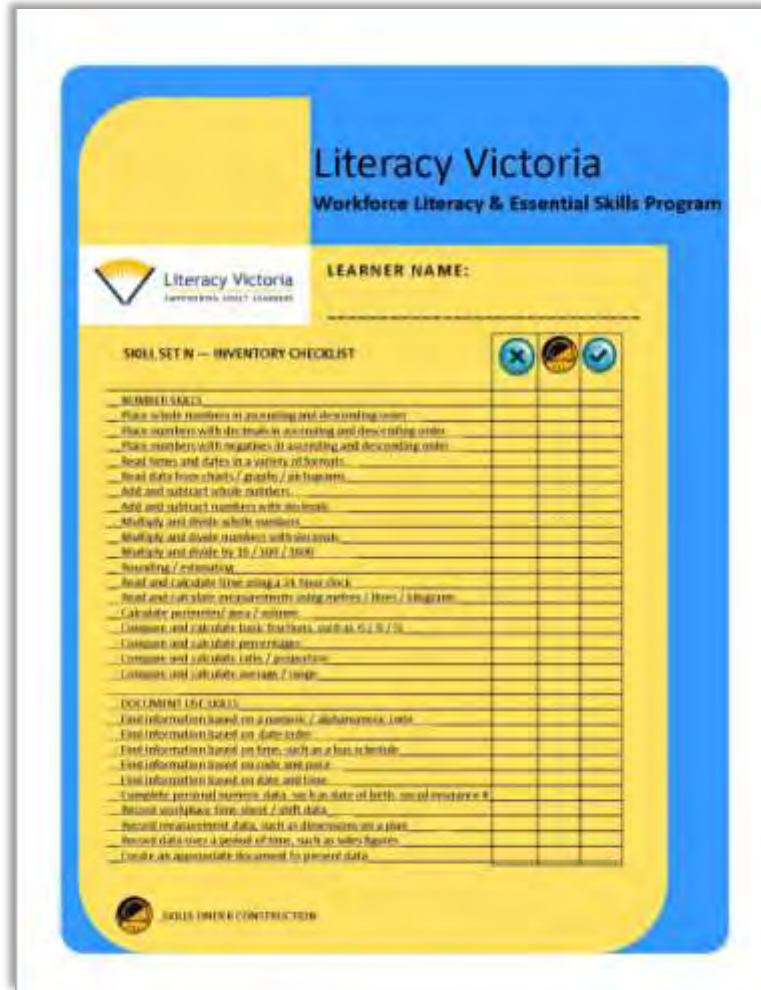 Literacy Victoria
Workforce Literacy & Essential Skills Program
Literacy Victoria
EMPOWERING ADULT LEARNERS
LEARNER NAME:
SKILL SET N — INVENTORY CHECKLIST
NUMBER SKILLS
Place whole numbers in ascending and descending order
Place numbers with decimals in ascending and descending order
Place numbers with negatives in ascending and descending order
Read times and dates in a variety of formats
Read data from charts / graphs / pictograms
Add and subtract whole numbers
Add and subtract numbers with decimals
Multiply and divide whole numbers
Multiply and divide numbers with decimals
Multiply and divide by 10 / 100 / 1000
Rounding / estimating
Read and calculate time using a 24 hour clock
Read and calculate measurements using metres / litres / kilograms
Calculate perimeter/ area / volume
Compare and calculate basic fractions, such as
Compare and calculate percentages
Compare and calculate ratio / proportion
Compare and calculate average / range
DOCUMENT USE SKILLS
Find information based on a numeric / alphanumeric code
Find information based on date order
Find information based on time, such as a bus schedule
Find information based on code and price
Find information based on date and time
Complete personal numeric data, such as date of birth, social insurance #
Record workplace time sheet / shift data
Record measurement data, such as dimensions on a plan
Record data over a period of time, such as sales figures
Create an appropriate document to present data
SKILLS UNDER CONSTRUCTION